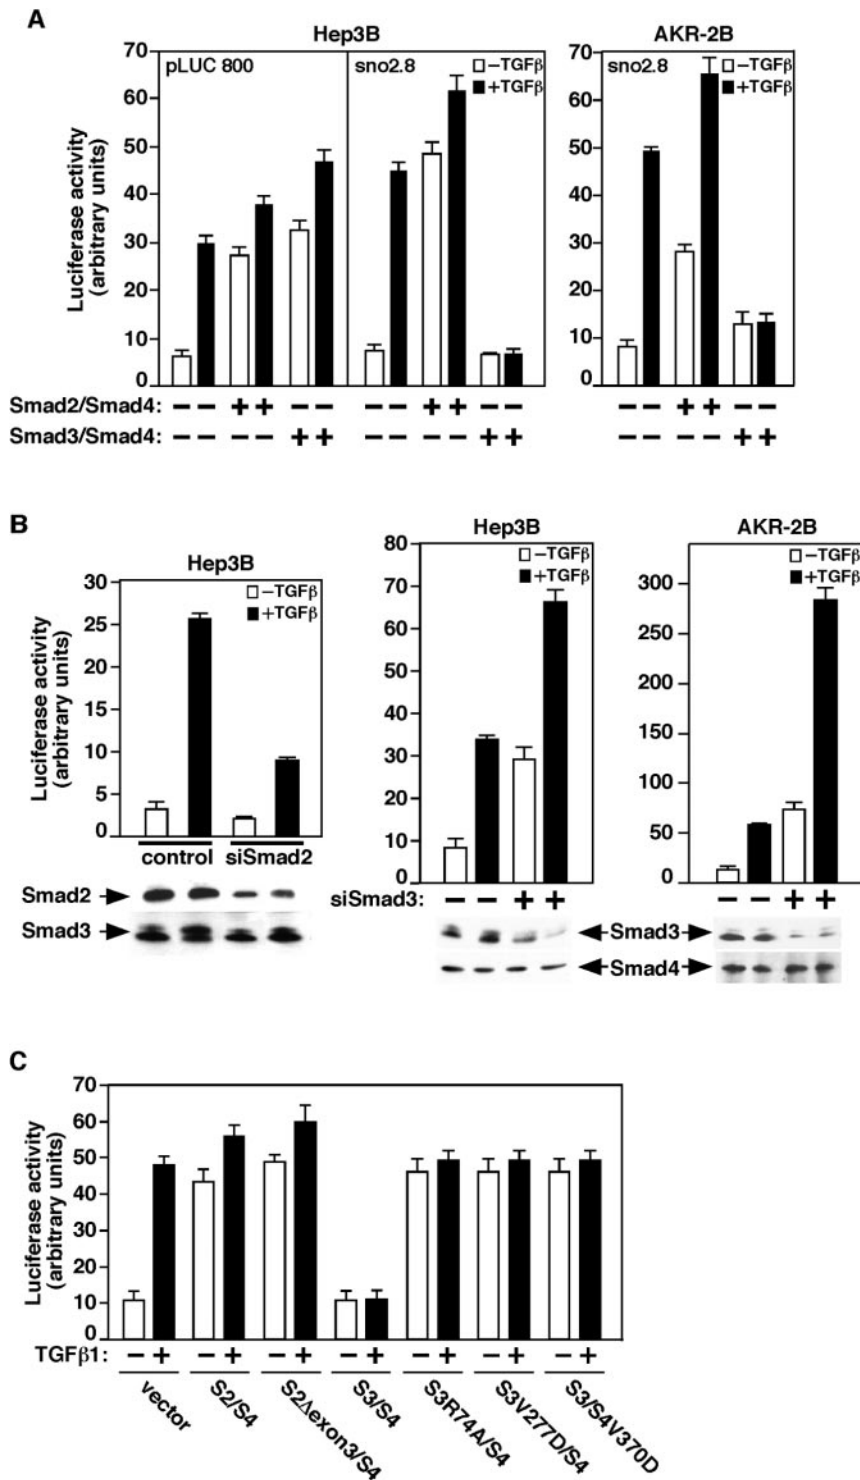 A
Hep3B
AKR-2B
pLUC 800
sno2.8
−TGFβ
+TGFβ
sno2.8
−TGFβ
+TGFβ
Luciferase activity
(arbitrary units)
70
60
50
40
30
20
10
0
70
60
50
40
30
20
10
0
Smad2/Smad4: − − + + − − − − + + − − − − + + − −
Smad3/Smad4: − − − − + + − − − − + + − − − − + +
B
Hep3B
Hep3B
AKR-2B
−TGFβ
+TGFβ
−TGFβ
+TGFβ
−TGFβ
+TGFβ
Luciferase activity
(arbitrary units)
30
25
20
15
10
5
0
80
70
60
50
40
30
20
10
0
300
250
200
150
100
50
0
control siSmad2
siSmad3: − − + + − − + +
Smad2
Smad3
Smad3
Smad4
C
Luciferase activity
(arbitrary units)
70
60
50
40
30
20
10
0
TGFβ1: − + − + − + − + − + − + − +
vector
S2/S4
S2Δexon3/S4
S3/S4
S3R74A/S4
S3V277D/S4
S3/S4V370D